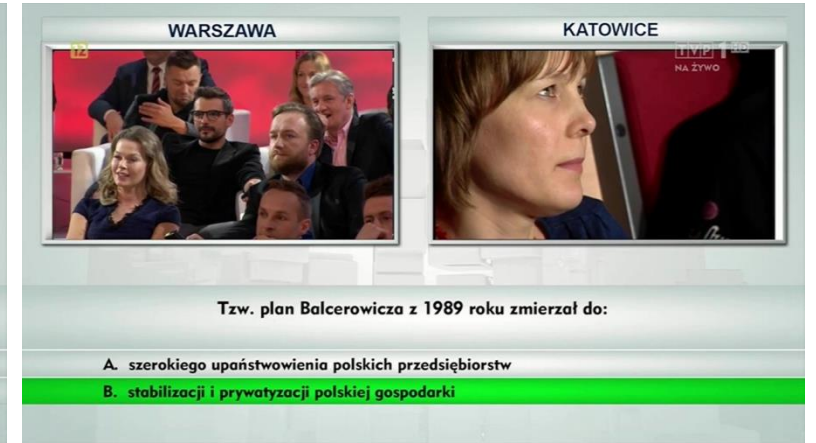 WARSZAWA
KATOWICE
12
TVP 1 HD
NA ŻYWO
Tzw. plan Balcerowicza z 1989 roku zmierzał do:
A. szerokiego upaństwowienia polskich przedsiębiorstw
B. stabilizacji i prywatyzacji polskiej gospodarki